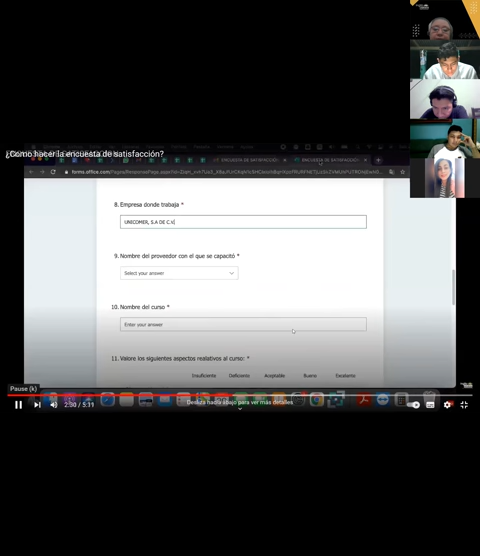 ¿Como hacer la encuesta de satisfacción?
ENCUESTA DE SATISFACCIÓN
ENCUESTA DE SATISFACCIÓN
8. Empresa donde trabaja *
UNICOMER, S.A DE C.V
9. Nombre del proveedor con el que se capacitó *
Select your answer
10. Nombre del curso *
Enter your answer
11. Valore los siguientes aspectos realativos al curso: *
Insuficiente Deficiente Aceptable Bueno Excelente
Pause (k)
2:30 / 5:31
Desliza hacia abajo para ver más detalles